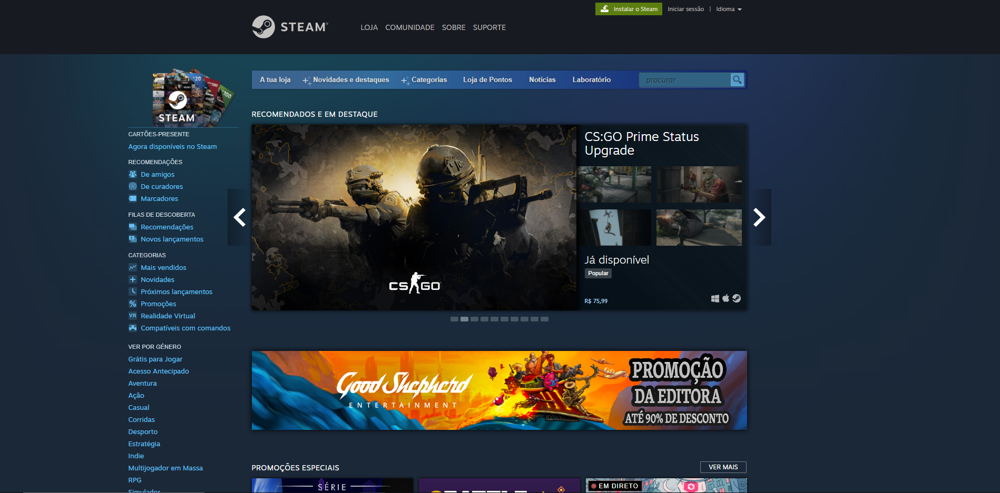 Instalar o Steam
Iniciar sessão | Idioma
STEAM
LOJA COMUNIDADE SOBRE SUPORTE
'20
'100
STEAM
CARTÕES-PRESENTE
Agora disponíveis no Steam
RECOMENDAÇÕES
De amigos
De curadores
Marcadores
FILAS DE DESCOBERTA
Recomendações
Novos lançamentos
CATEGORIAS
Mais vendidos
Novidades
Próximos lançamentos
% Promoções
VR Realidade Virtual
Compatíveis com comandos
VER POR GÉNERO
Grátis para Jogar
Acesso Antecipado
Aventura
Ação
Casual
Corridas
Desporto
Estratégia
Indie
Multijogador em Massa
RPG
Simulador
A tua loja Novidades e destaques Categorias Loja de Pontos Notícias Laboratório procurar
RECOMENDADOS E EM DESTAQUE
CS GO
CS:GO Prime Status
Upgrade
Já disponível
Popular
R$ 75,99
Good Shepherd
ENTERTAINMENT
PROMOÇÃO
DA EDITORA
ATÉ 90% DE DESCONTO
PROMOÇÕES ESPECIAIS
VER MAIS
SÉRIE
EM DIRETO